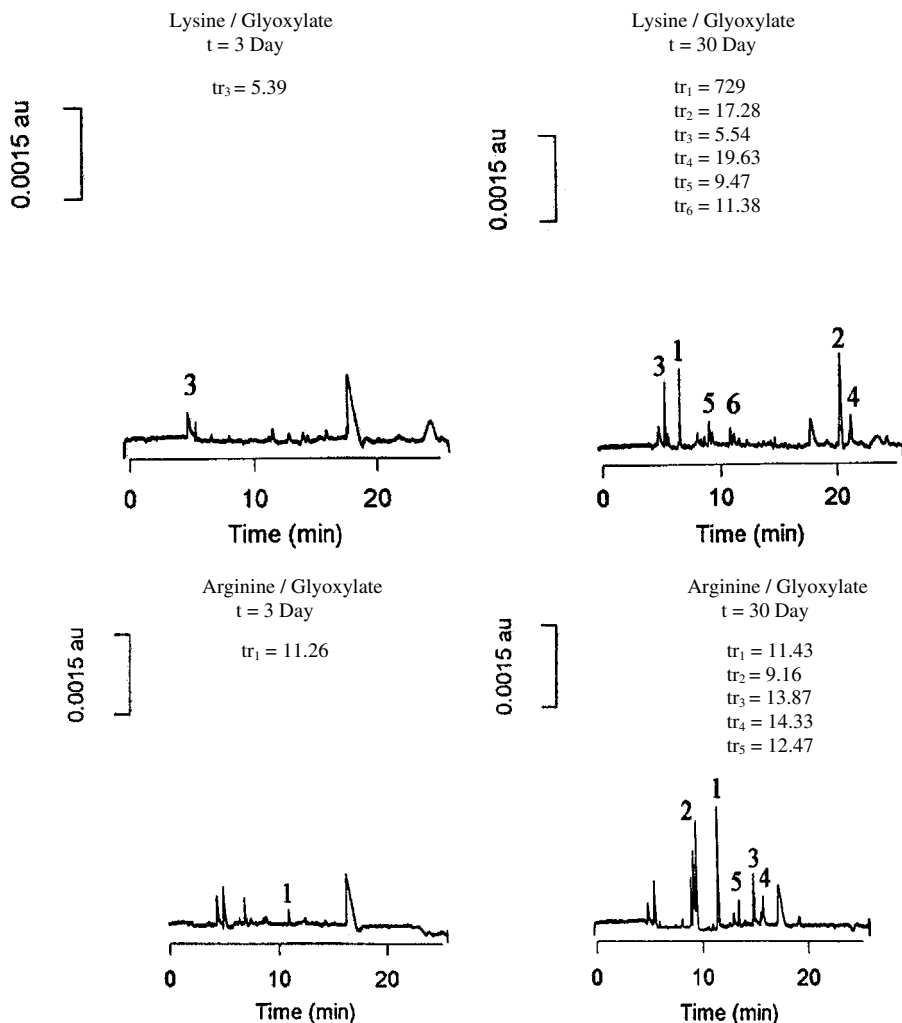 Lysine / Glyoxylate
t = 3 Day
tr₃ = 5.39
0.0015 au
3
0 10 20
Time (min)
Lysine / Glyoxylate
t = 30 Day
tr₁ = 729
tr₂ = 17.28
tr₃ = 5.54
tr₄ = 19.63
tr₅ = 9.47
tr₆ = 11.38
0.0015 au
3 1 5 6 2 4
0 10 20
Time (min)
Arginine / Glyoxylate
t = 3 Day
tr₁ = 11.26
0.0015 au
1
0 10 20
Time (min)
Arginine / Glyoxylate
t = 30 Day
tr₁ = 11.43
tr₂ = 9.16
tr₃ = 13.87
tr₄ = 14.33
tr₅ = 12.47
0.0015 au
2 1 5 3 4
0 10 20
Time (min)